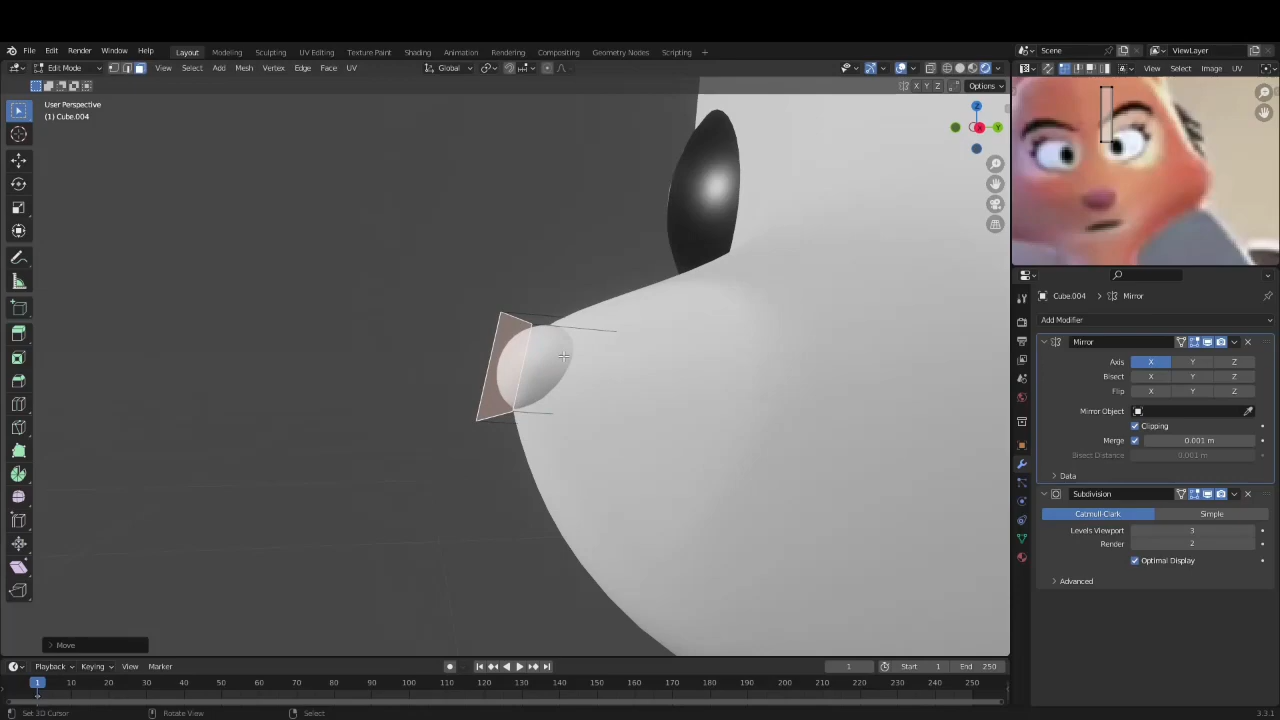 File Edit Render Window Help Layout Modeling Sculpting UV Editing Texture Paint Shading Animation Rendering Compositing Geometry Nodes Scripting + Scene ViewLayer
Edit Mode View Select Add Mesh Vertex Edge Face UV Global View Select Image UV
X Y Z Options
User Perspective
(1) Cube.004
Z
Y
Cube.004 > Mirror
Add Modifier
Mirror
Axis X Y Z
Bisect X Y Z
Flip X Y Z
Mirror Object
Clipping
Merge 0.001 m
Bisect Distance 0.001 m
Data
Subdivision
Catmull-Clark Simple
Levels Viewport 3
Render 2
Optimal Display
Advanced
Move
Playback Keying View Marker 1 Start 1 End 250
1 10 20 30 40 50 60 70 80 90 100 110 120 130 140 150 160 170 180 190 200 210 220 230 240 250
Set 3D Cursor Rotate View Select 3.3.1